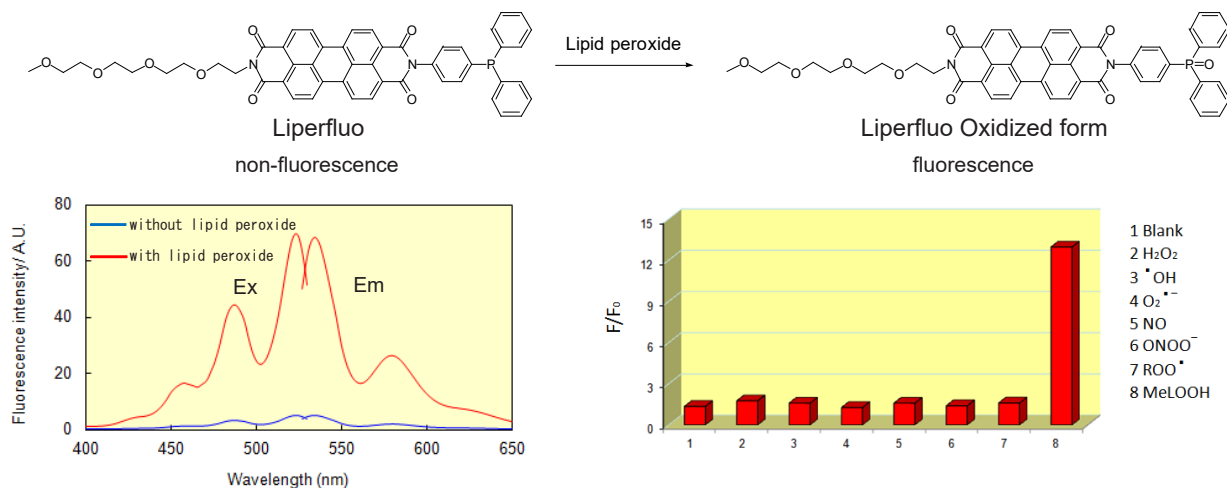 Lipid peroxide
Liperfluo
non-fluorescence
Liperfluo Oxidized form
fluorescence
O O O O O N O O N O O P
O O O O O N O O N O O P=O
Fluorescence intensity/ A.U.
80
60
40
20
0
without lipid peroxide
with lipid peroxide
Ex
Em
400 450 500 550 600 650
Wavelength (nm)
F/F₀
15
12
9
6
3
0
1 2 3 4 5 6 7 8
1 Blank
2 H₂O₂
3 •OH
4 O₂•⁻
5 NO
6 ONOO⁻
7 ROO•
8 MeLOOH